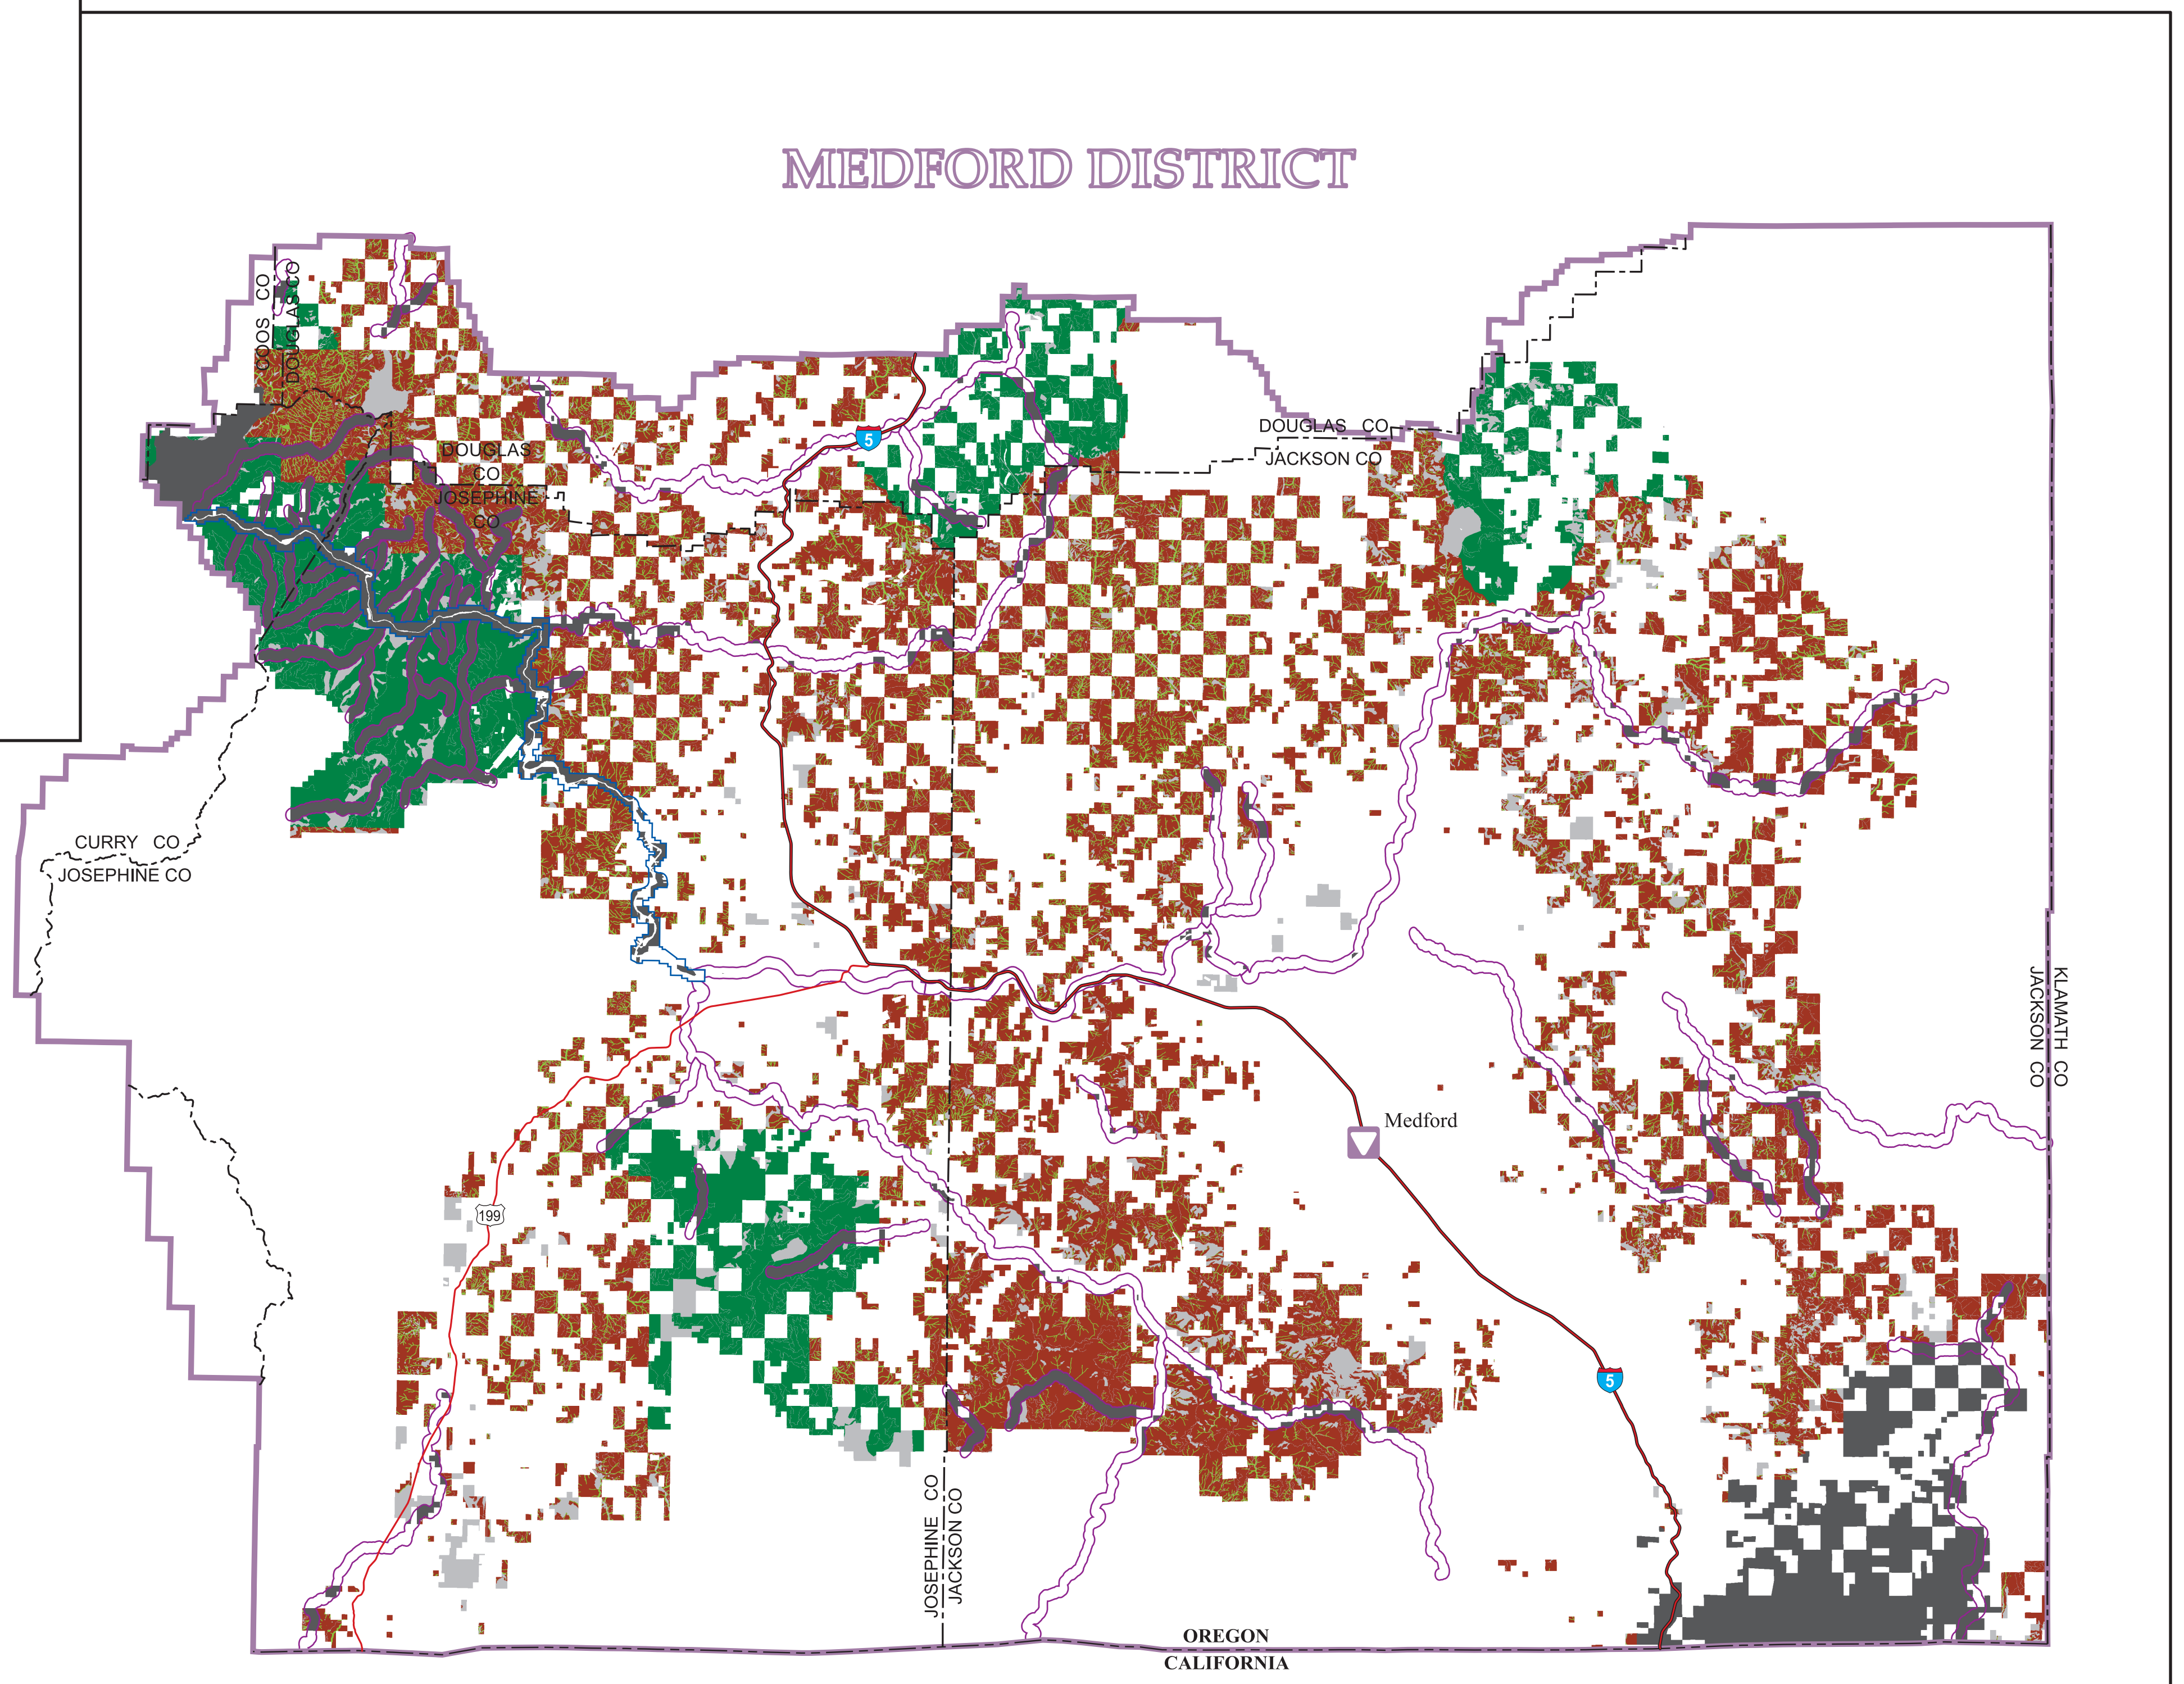 MEDFORD DISTRICT
COOS CO
DOUGLAS CO
5
DOUGLAS CO
JACKSON CO
DOUGLAS
CO
JOSEPHINE
CO
CURRY CO
JOSEPHINE CO
KLAMATH CO
JACKSON CO
Medford
199
5
JOSEPHINE CO
JACKSON CO
OREGON
CALIFORNIA